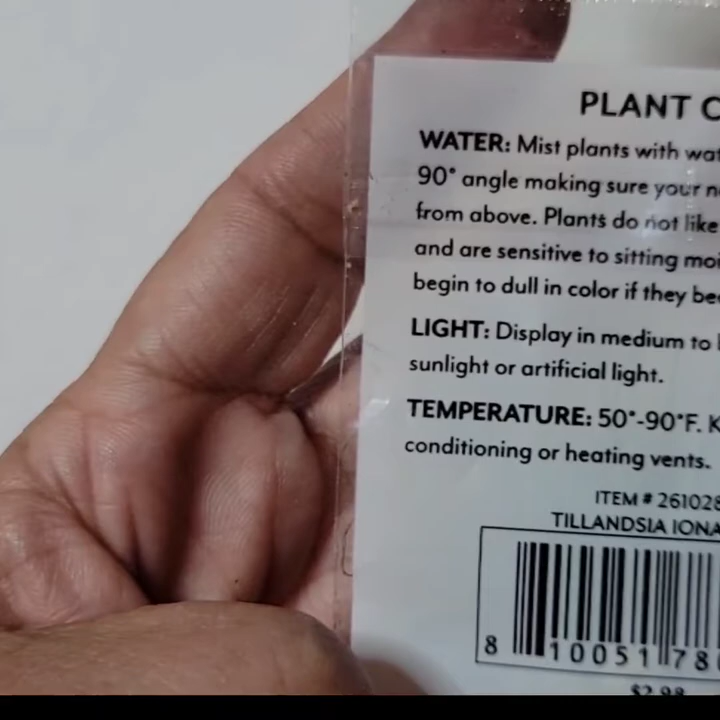 PLANT C
WATER: Mist plants with wat
90° angle making sure your n
from above. Plants do not like
and are sensitive to sitting moi
begin to dull in color if they be
LIGHT: Display in medium to
sunlight or artificial light.
TEMPERATURE: 50°-90°F. K
conditioning or heating vents.
ITEM # 261028
TILLANDSIA IONA
8 10051 78
$2.98